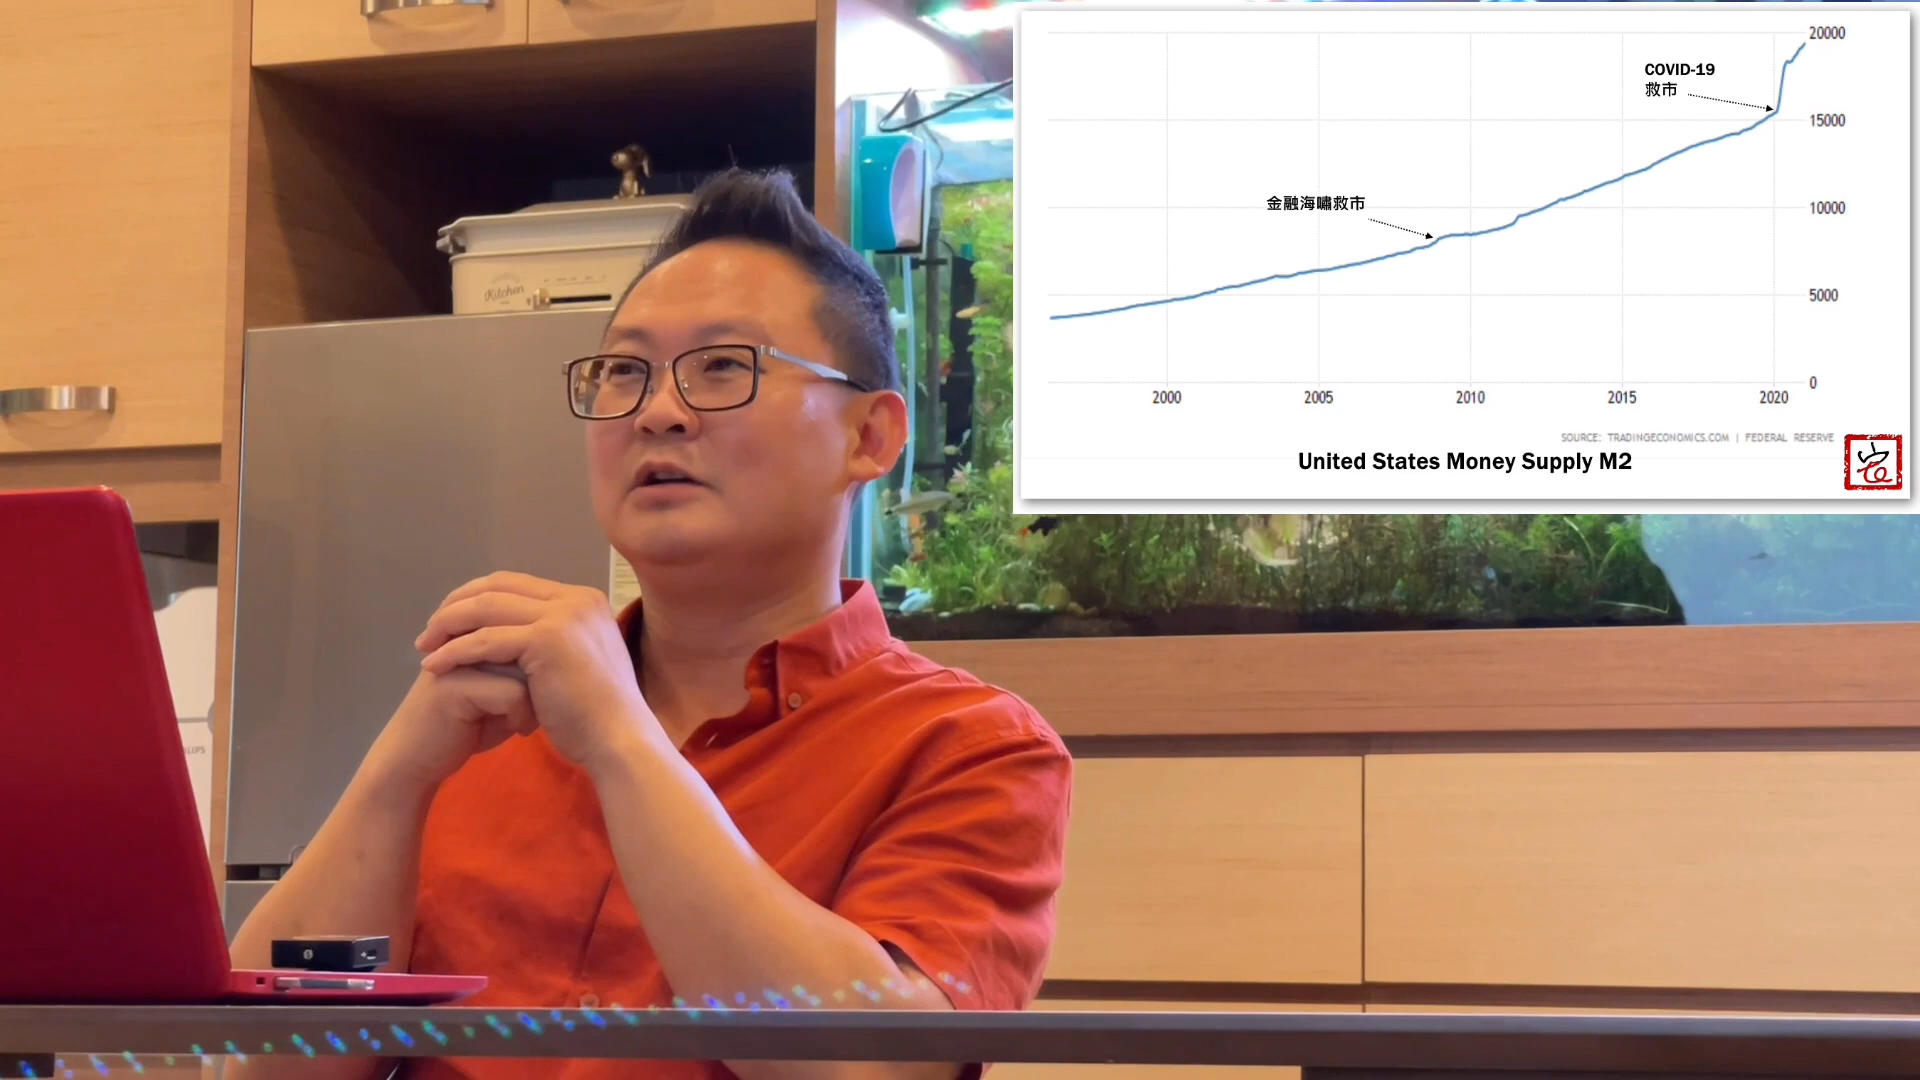 20000
COVID-19
救市
15000
金融海嘯救市
10000
5000
0
2000 2005 2010 2015 2020
SOURCE: TRADINGECONOMICS.COM | FEDERAL RESERVE
United States Money Supply M2
Kitchen